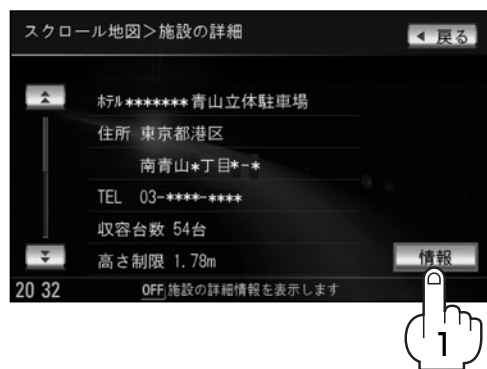 スクロール地図＞施設の詳細
戻る
ﾎﾃﾙ*******青山立体駐車場
住所 東京都港区
南青山*丁目*-*
TEL 03-****-****
収容台数 54台
高さ制限 1.78m
情報
20 32
OFF 施設の詳細情報を表示します
1